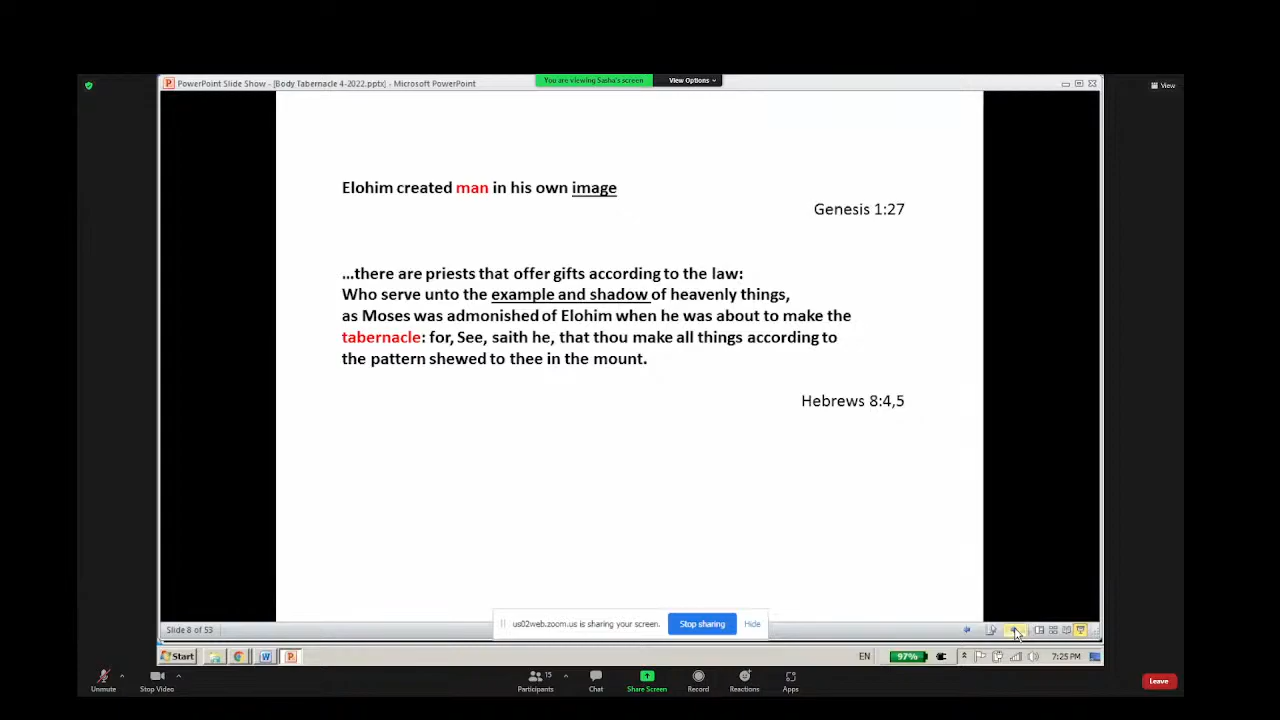 PowerPoint Slide Show - [Body Tabernacle 4-2022.pptx] - Microsoft PowerPoint
You are viewing Sasha's screen
View Options
View
Elohim created man in his own image
Genesis 1:27
...there are priests that offer gifts according to the law:
Who serve unto the example and shadow of heavenly things,
as Moses was admonished of Elohim when he was about to make the
tabernacle: for, See, saith he, that thou make all things according to
the pattern shewed to thee in the mount.
Hebrews 8:4,5
us02web.zoom.us is sharing your screen.
Stop sharing
Hide
Slide 8 of 53
Start
EN
97%
7:25 PM
Unmute
Stop Video
15
Participants
Chat
Share Screen
Record
Reactions
Apps
Leave